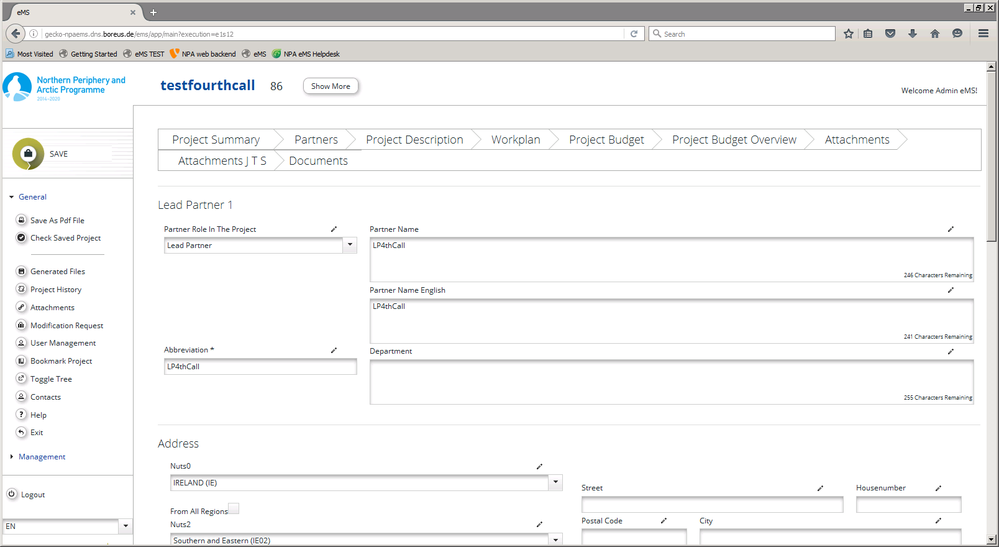 eMS
gecko-npaems.dns.boreus.de/ems/app/main?execution=e1s12
Search
Most Visited
Getting Started
eMS TEST
NPA web backend
eMS
NPA eMS Helpdesk
Northern Periphery and
Arctic Programme
2014–2020
testfourthcall 86 Show More
Welcome Admin eMS!
SAVE
General
Save As Pdf File
Check Saved Project
Generated Files
Project History
Attachments
Modification Request
User Management
Bookmark Project
Toggle Tree
Contacts
Help
Exit
Management
Logout
EN
Project Summary Partners Project Description Workplan Project Budget Project Budget Overview Attachments
Attachments J T S Documents
Lead Partner 1
Partner Role In The Project
Lead Partner
Partner Name
LP4thCall
246 Characters Remaining
Partner Name English
LP4thCall
241 Characters Remaining
Abbreviation *
LP4thCall
Department
255 Characters Remaining
Address
Nuts0
IRELAND (IE)
From All Regions
Nuts2
Southern and Eastern (IE02)
Street
Housenumber
Postal Code
City